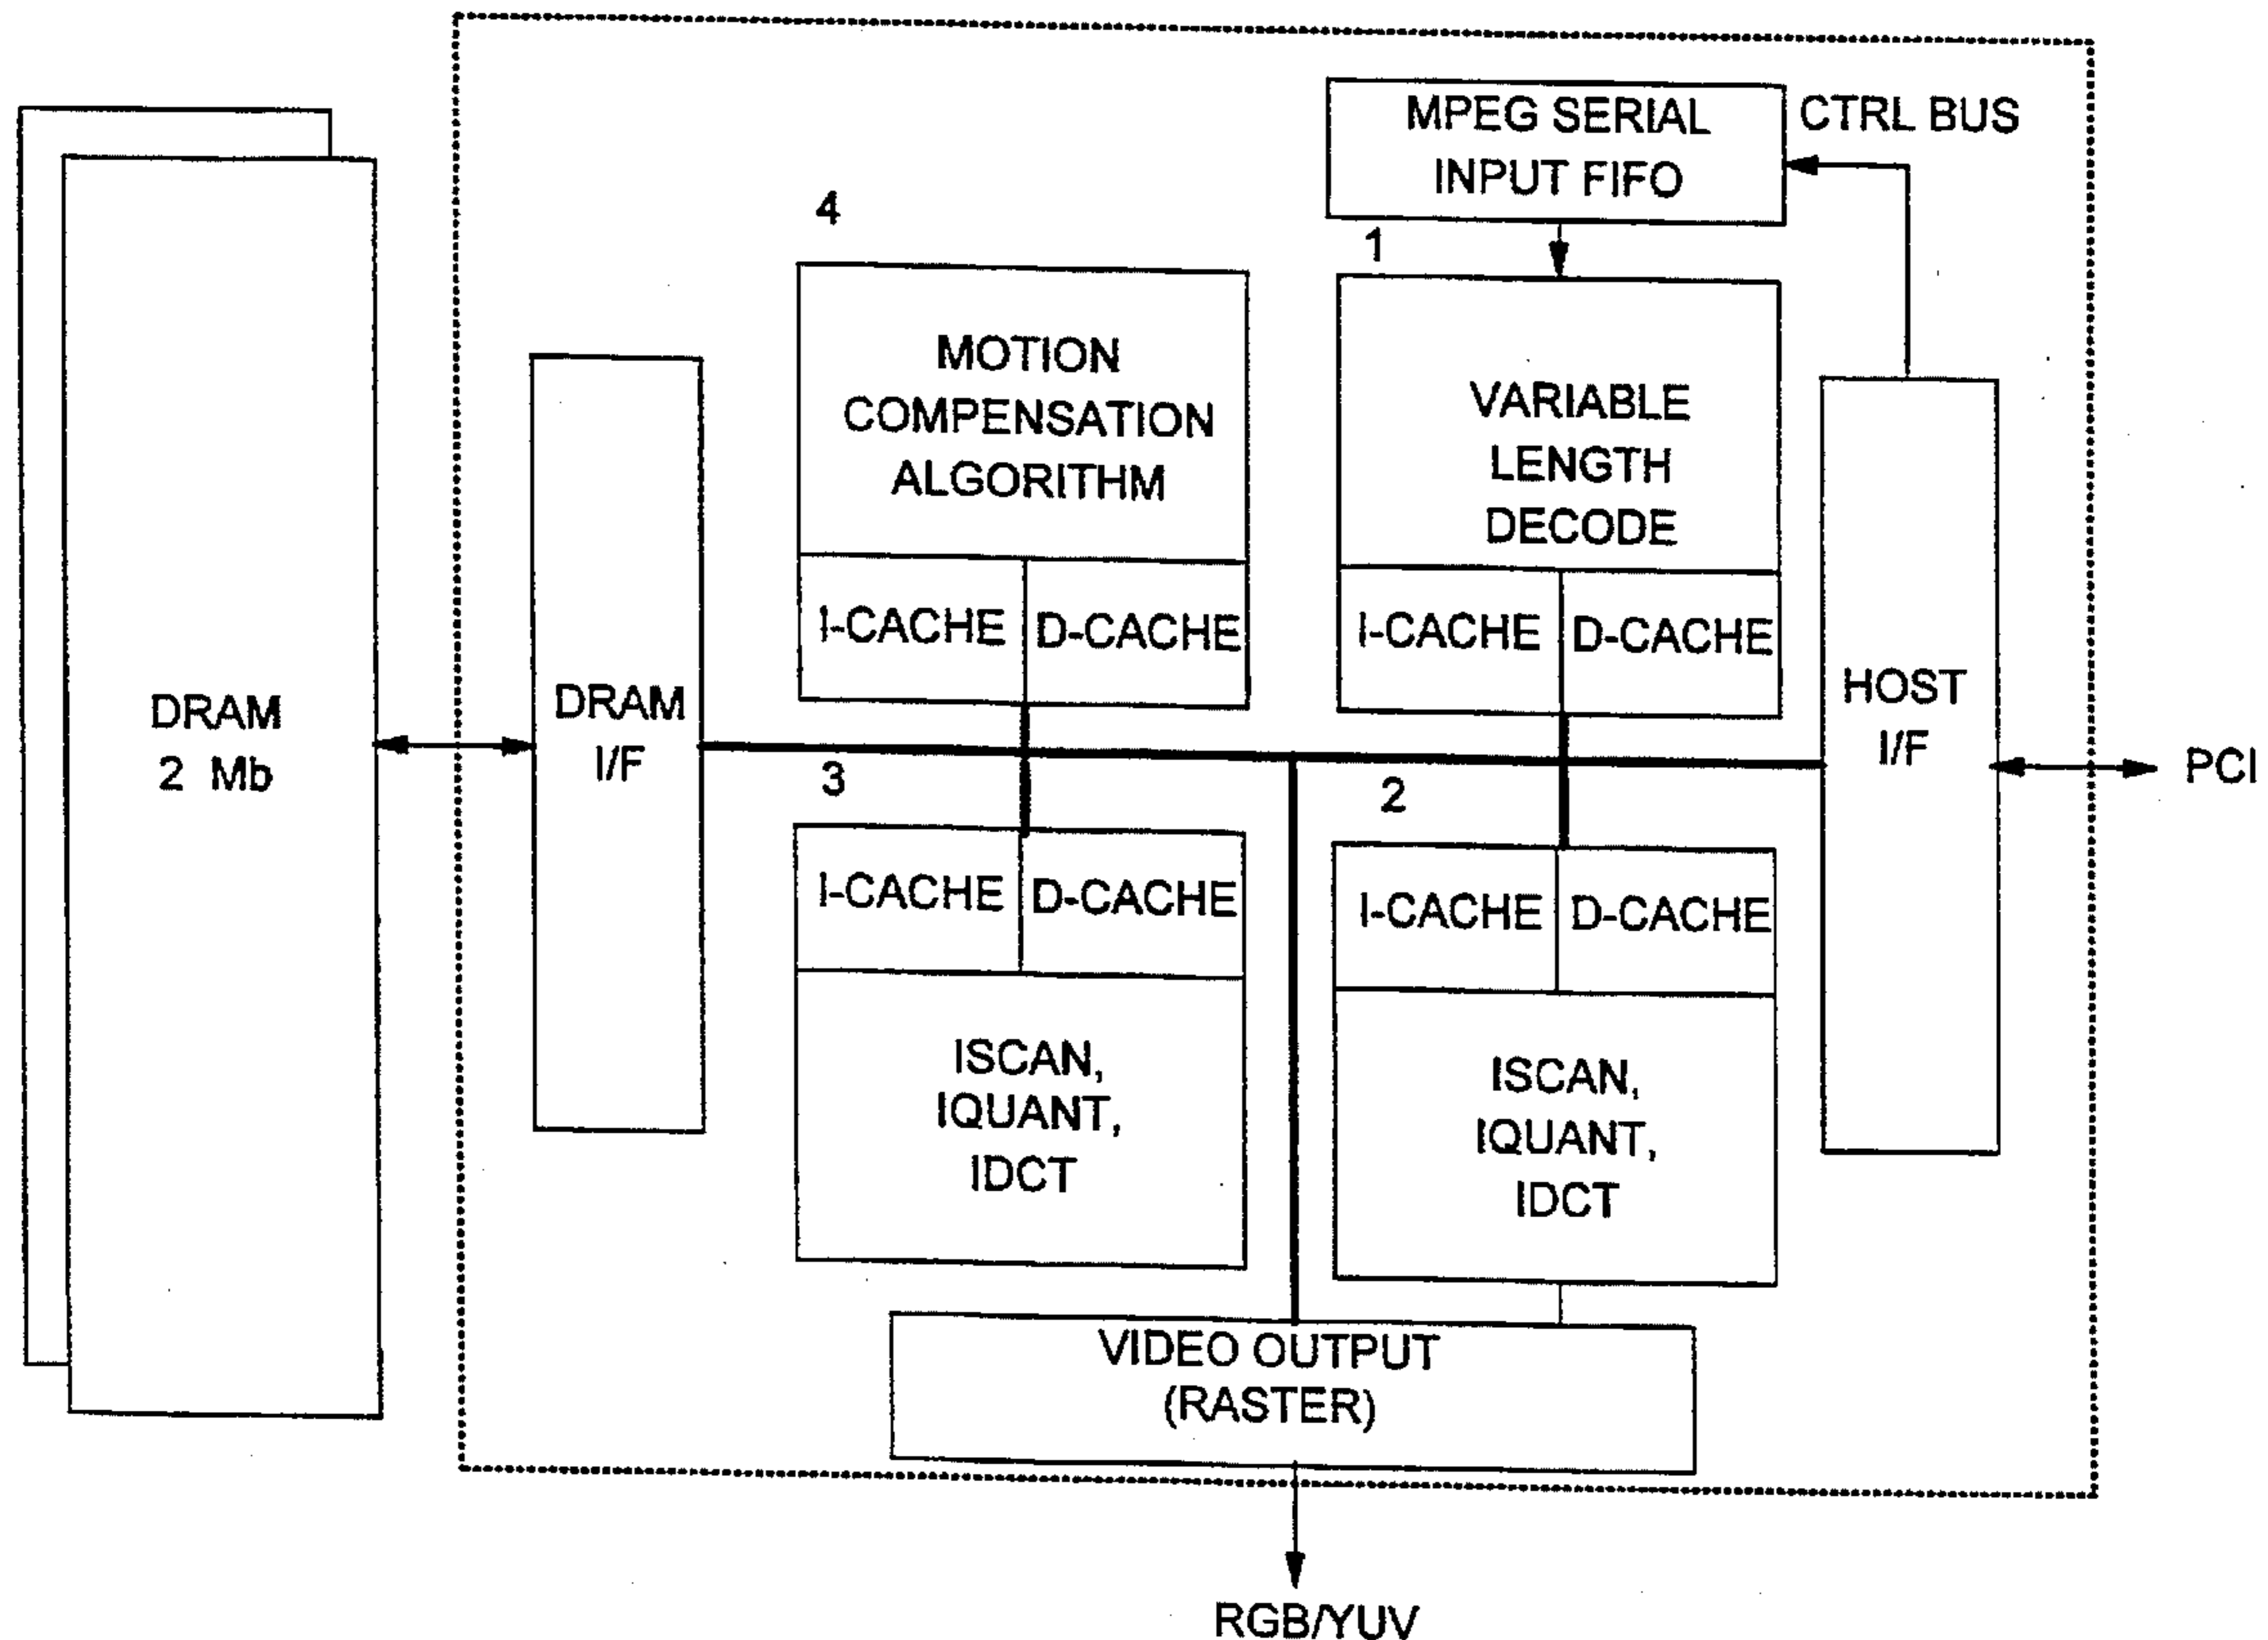 MPEG SERIAL
INPUT FIFO
CTRL BUS
4
1
MOTION
COMPENSATION
ALGORITHM
I-CACHE
D-CACHE
VARIABLE
LENGTH
DECODE
I-CACHE
D-CACHE
DRAM
2 Mb
DRAM
I/F
HOST
I/F
PCI
3
2
I-CACHE
D-CACHE
ISCAN,
IQUANT,
IDCT
I-CACHE
D-CACHE
ISCAN,
IQUANT,
IDCT
VIDEO OUTPUT
(RASTER)
RGB/YUV